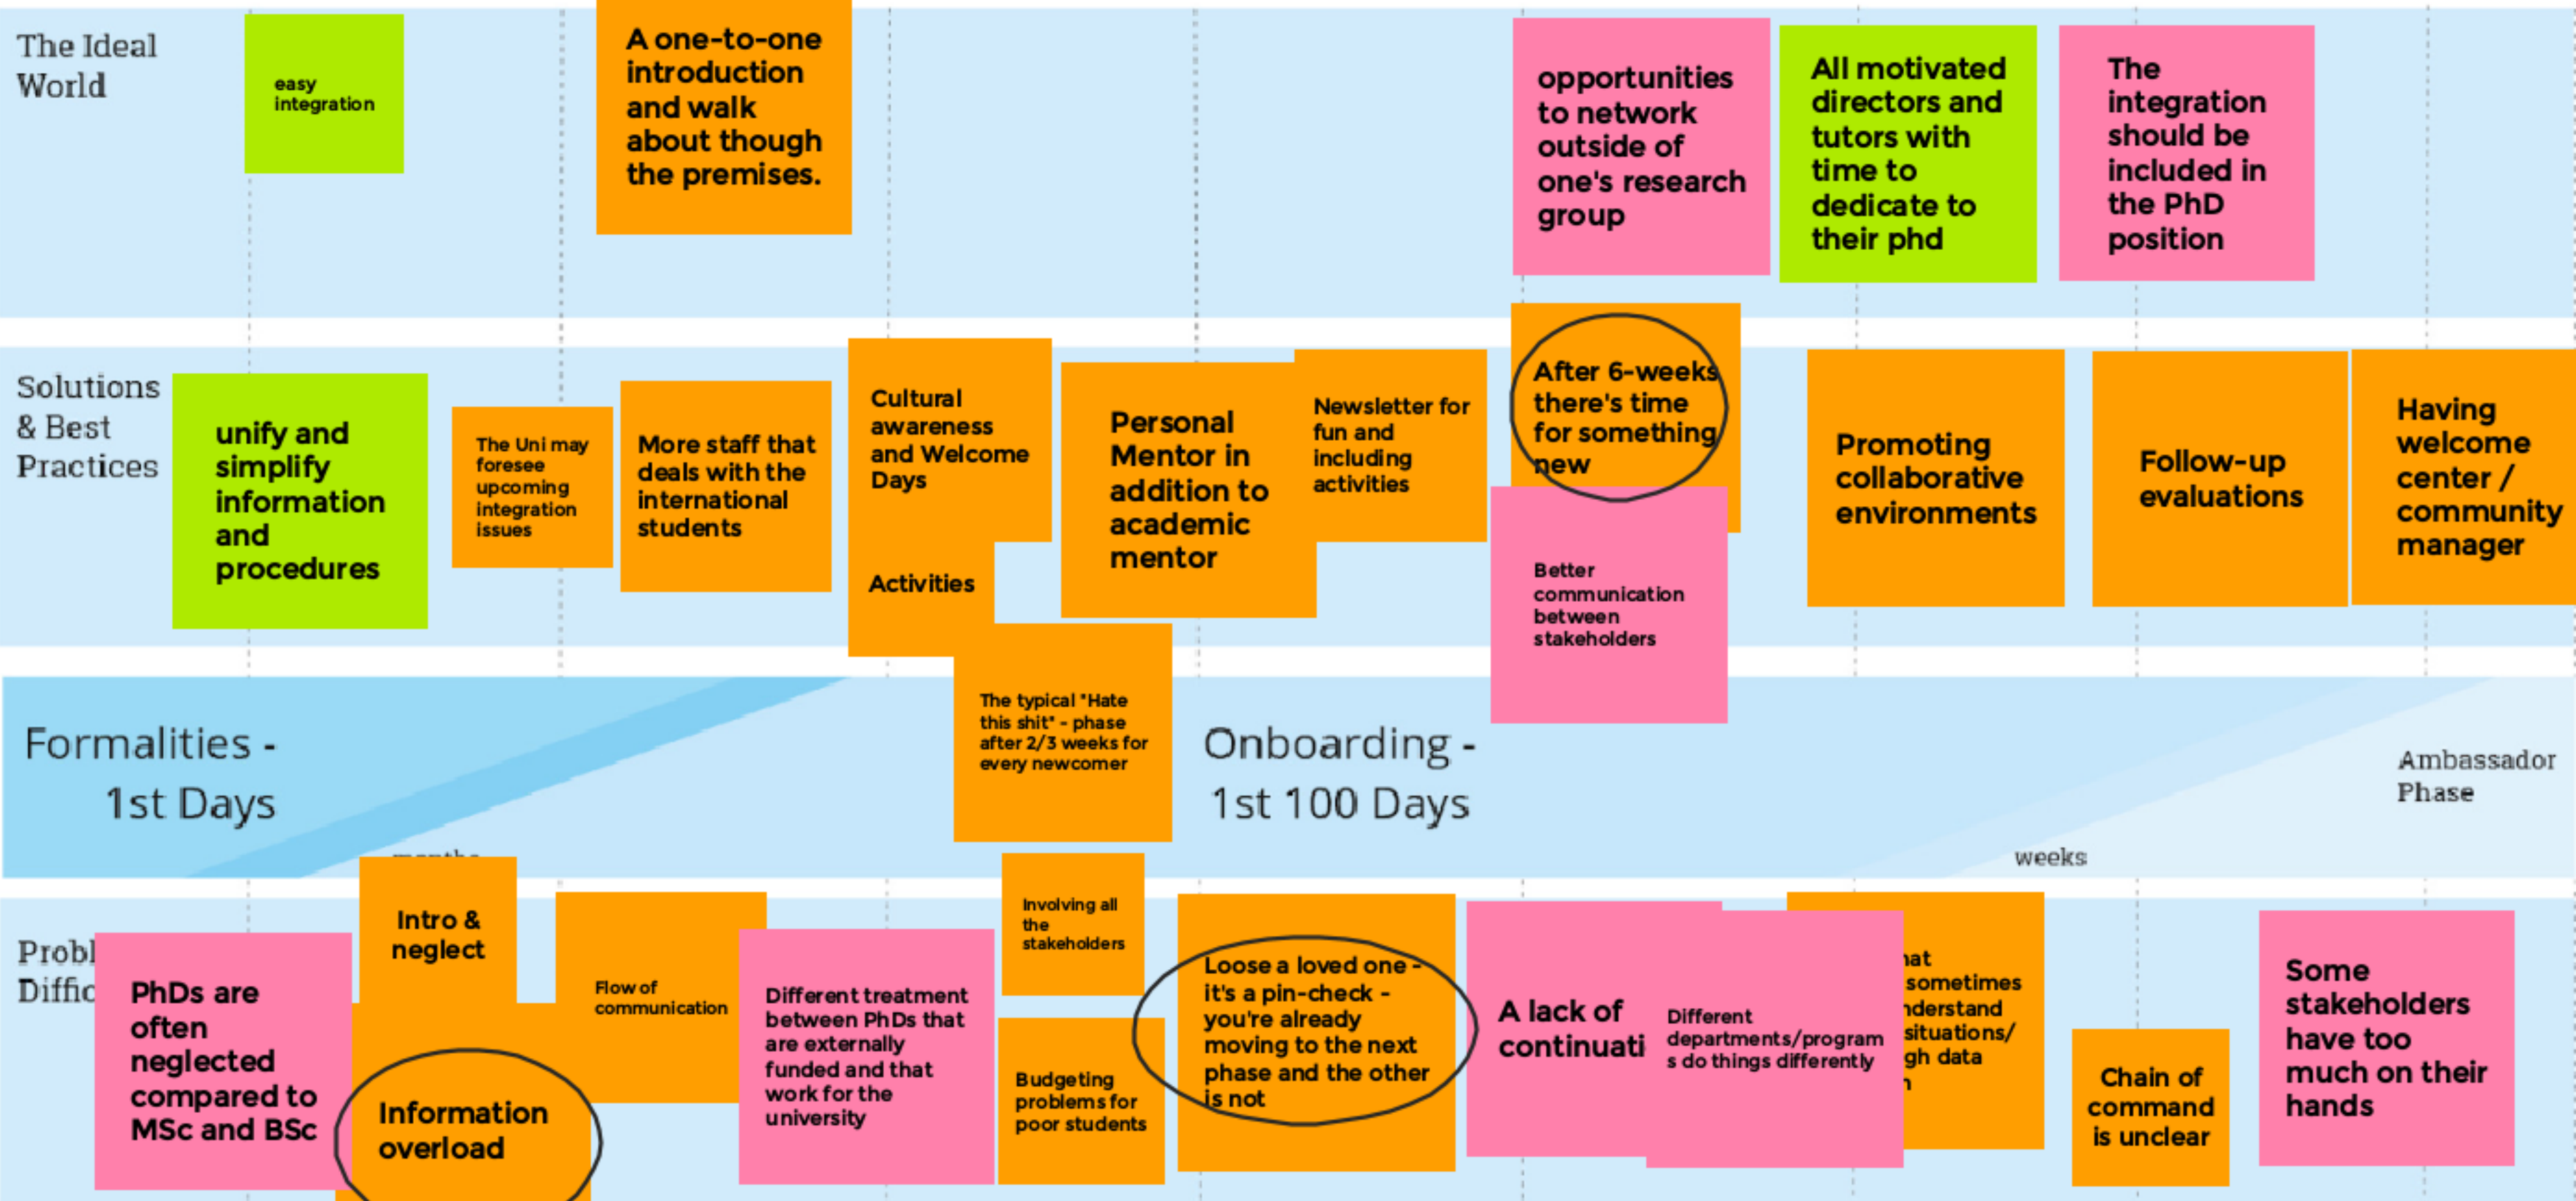 The Ideal
World
easy
integration
A one-to-one
introduction
and walk
about though
the premises.
opportunities
to network
outside of
one's research
group
All motivated
directors and
tutors with
time to
dedicate to
their phd
The
integration
should be
included in
the PhD
position
Solutions
& Best
Practices
unify and
simplify
information
and
procedures
The Uni may
foresee
upcoming
integration
issues
More staff that
deals with the
international
students
Cultural
awareness
and Welcome
Days
Activities
Personal
Mentor in
addition to
academic
mentor
Newsletter for
fun and
including
activities
After 6-weeks
there's time
for something
new
Better
communication
between
stakeholders
Promoting
collaborative
environments
Follow-up
evaluations
Having
welcome
center /
community
manager
Formalities -
1st Days
The typical "Hate
this shit" - phase
after 2/3 weeks for
every newcomer
Onboarding -
1st 100 Days
Ambassador
Phase
weeks
PhDs are
often
neglected
compared to
MSc and BSc
Intro &
neglect
Information
overload
Flow of
communication
Different treatment
between PhDs that
are externally
funded and that
work for the
university
Involving all
the
stakeholders
Budgeting
problems for
poor students
Loose a loved one -
it's a pin-check -
you're already
moving to the next
phase and the other
is not
A lack of
continuati
Different
departments/program
s do things differently
sometimes
situations/
data
Chain of
command
is unclear
Some
stakeholders
have too
much on their
hands